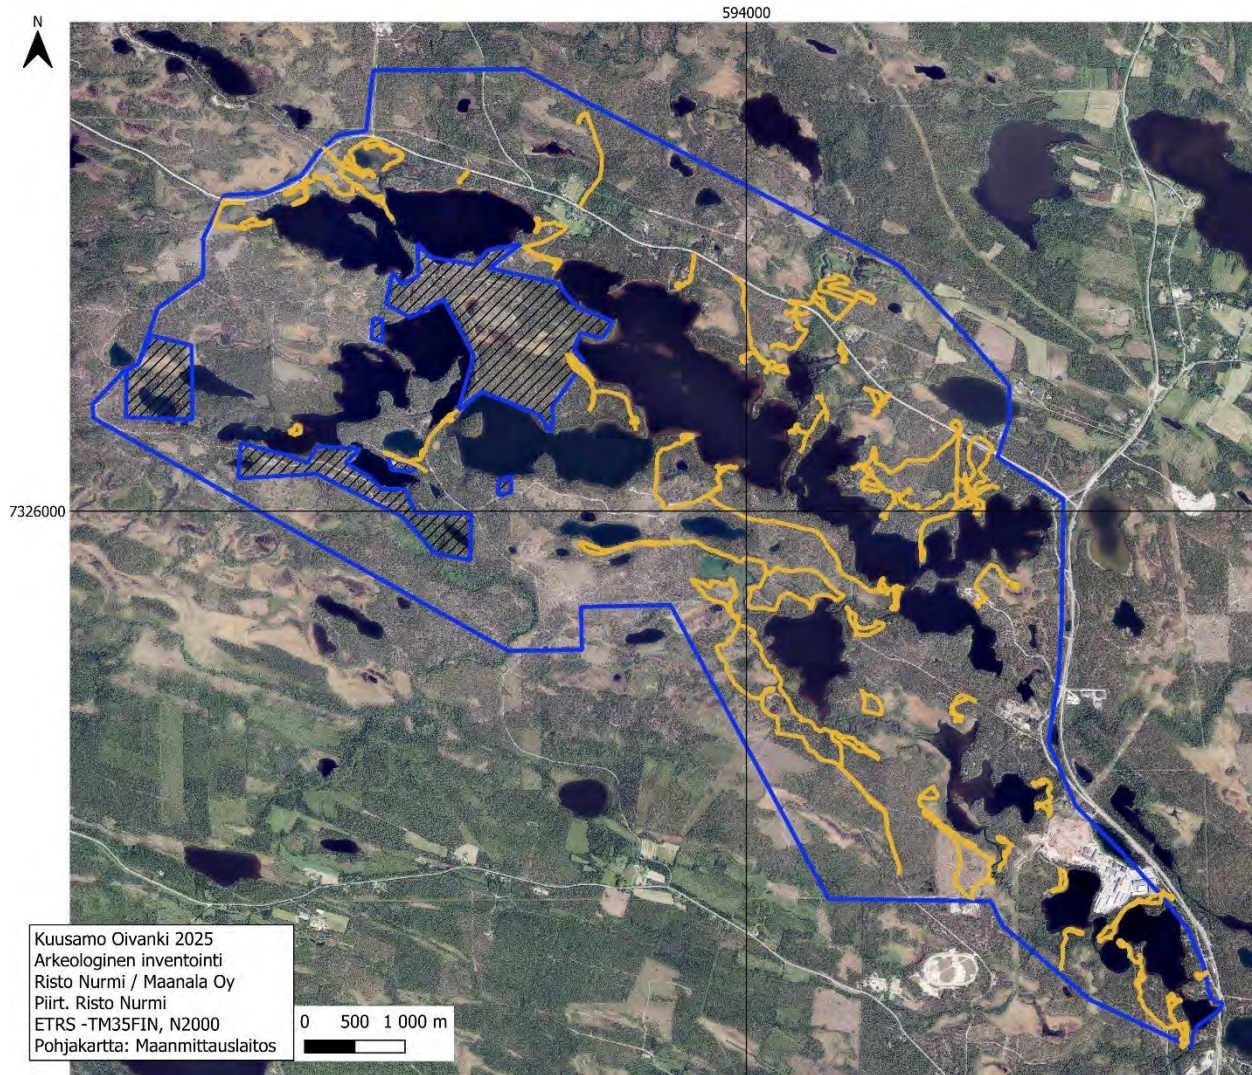 594000
N
7326000
Kuusamo Oivanki 2025
Arkeologinen inventointi
Risto Nurmi / Maanala Oy
Piirt. Risto Nurmi
ETRS -TM35FIN, N2000
Pohjakartta: Maanmittauslaitos
0 500 1 000 m